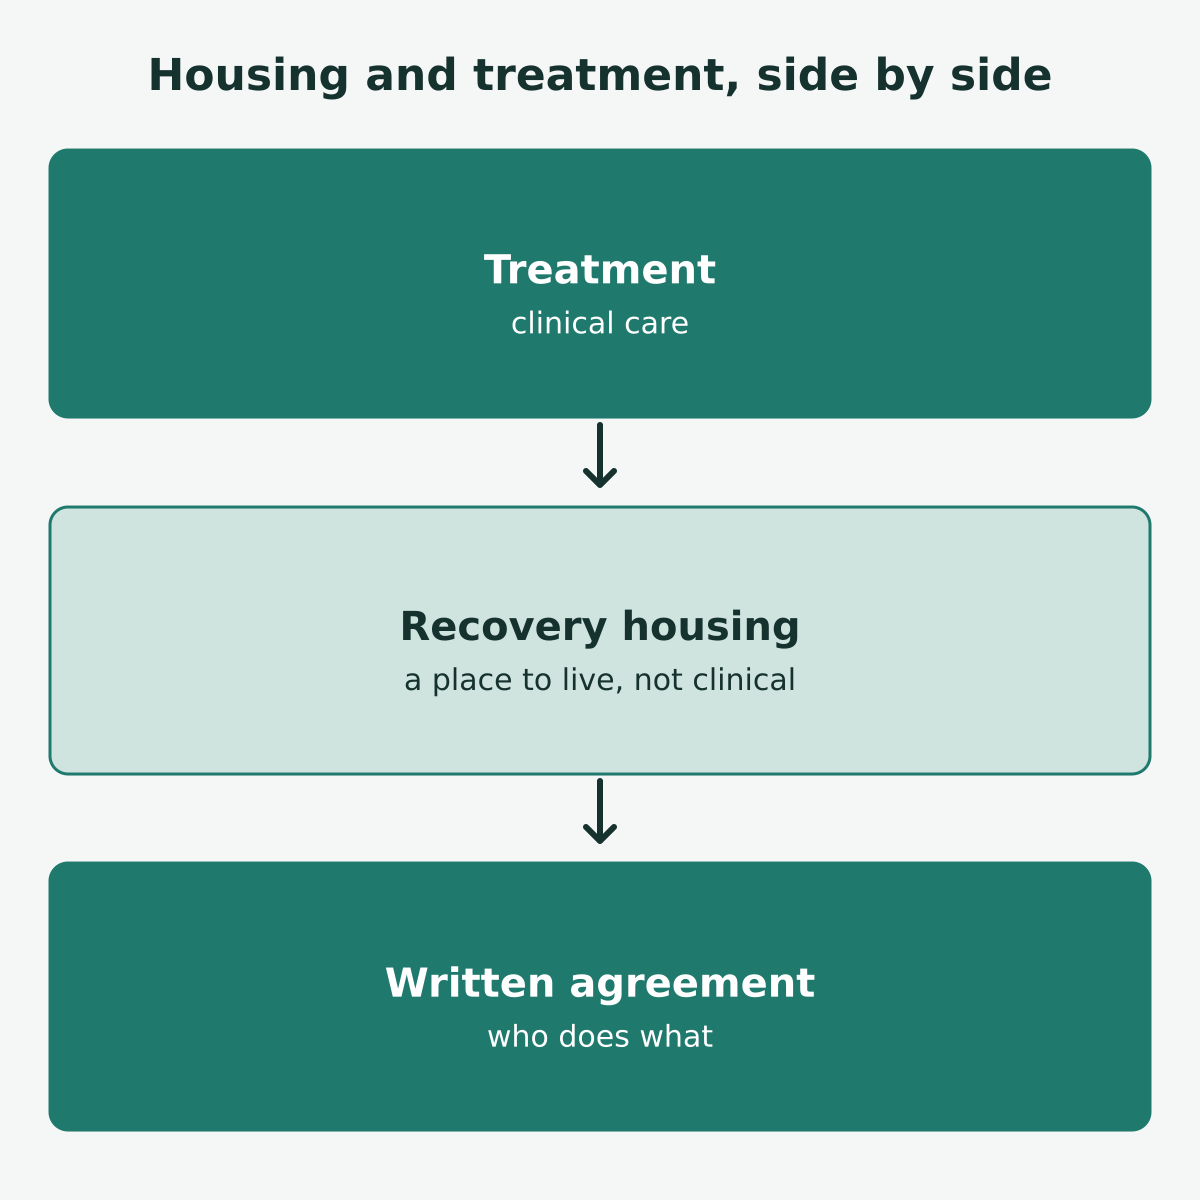 Housing and treatment, side by side
Treatment
clinical care
Recovery housing
a place to live, not clinical
Written agreement
who does what